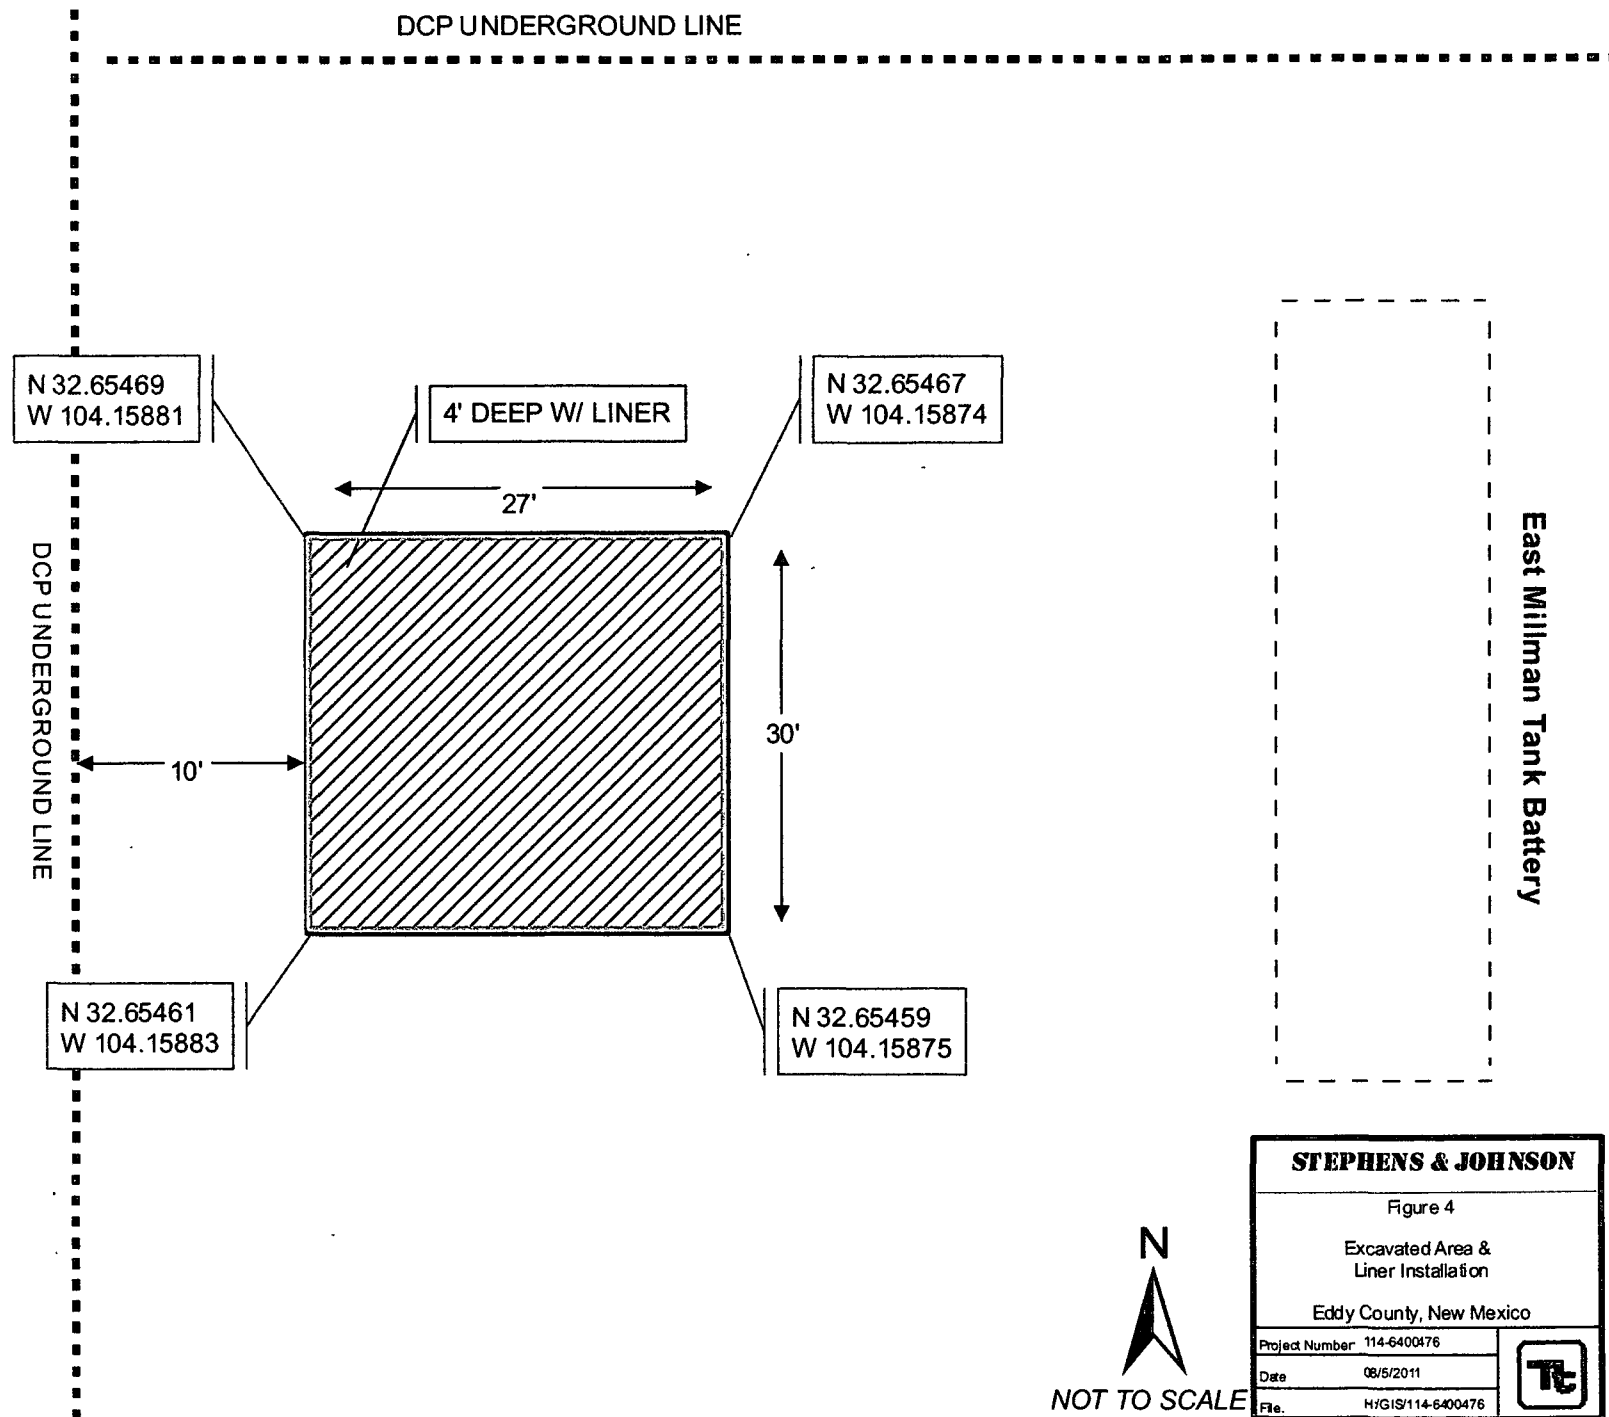 DCP UNDERGROUND LINE
N 32.65469
W 104.15881
4' DEEP W/ LINER
N 32.65467
W 104.15874
27'
DCP UNDERGROUND LINE
10'
30'
East Millman Tank Battery
N 32.65461
W 104.15883
N 32.65459
W 104.15875
N
NOT TO SCALE
STEPHENS & JOHNSON
Figure 4
Excavated Area &
Liner Installation
Eddy County, New Mexico
Project Number 114-6400476
Date 08/5/2011
File. H:/GIS/114-6400476